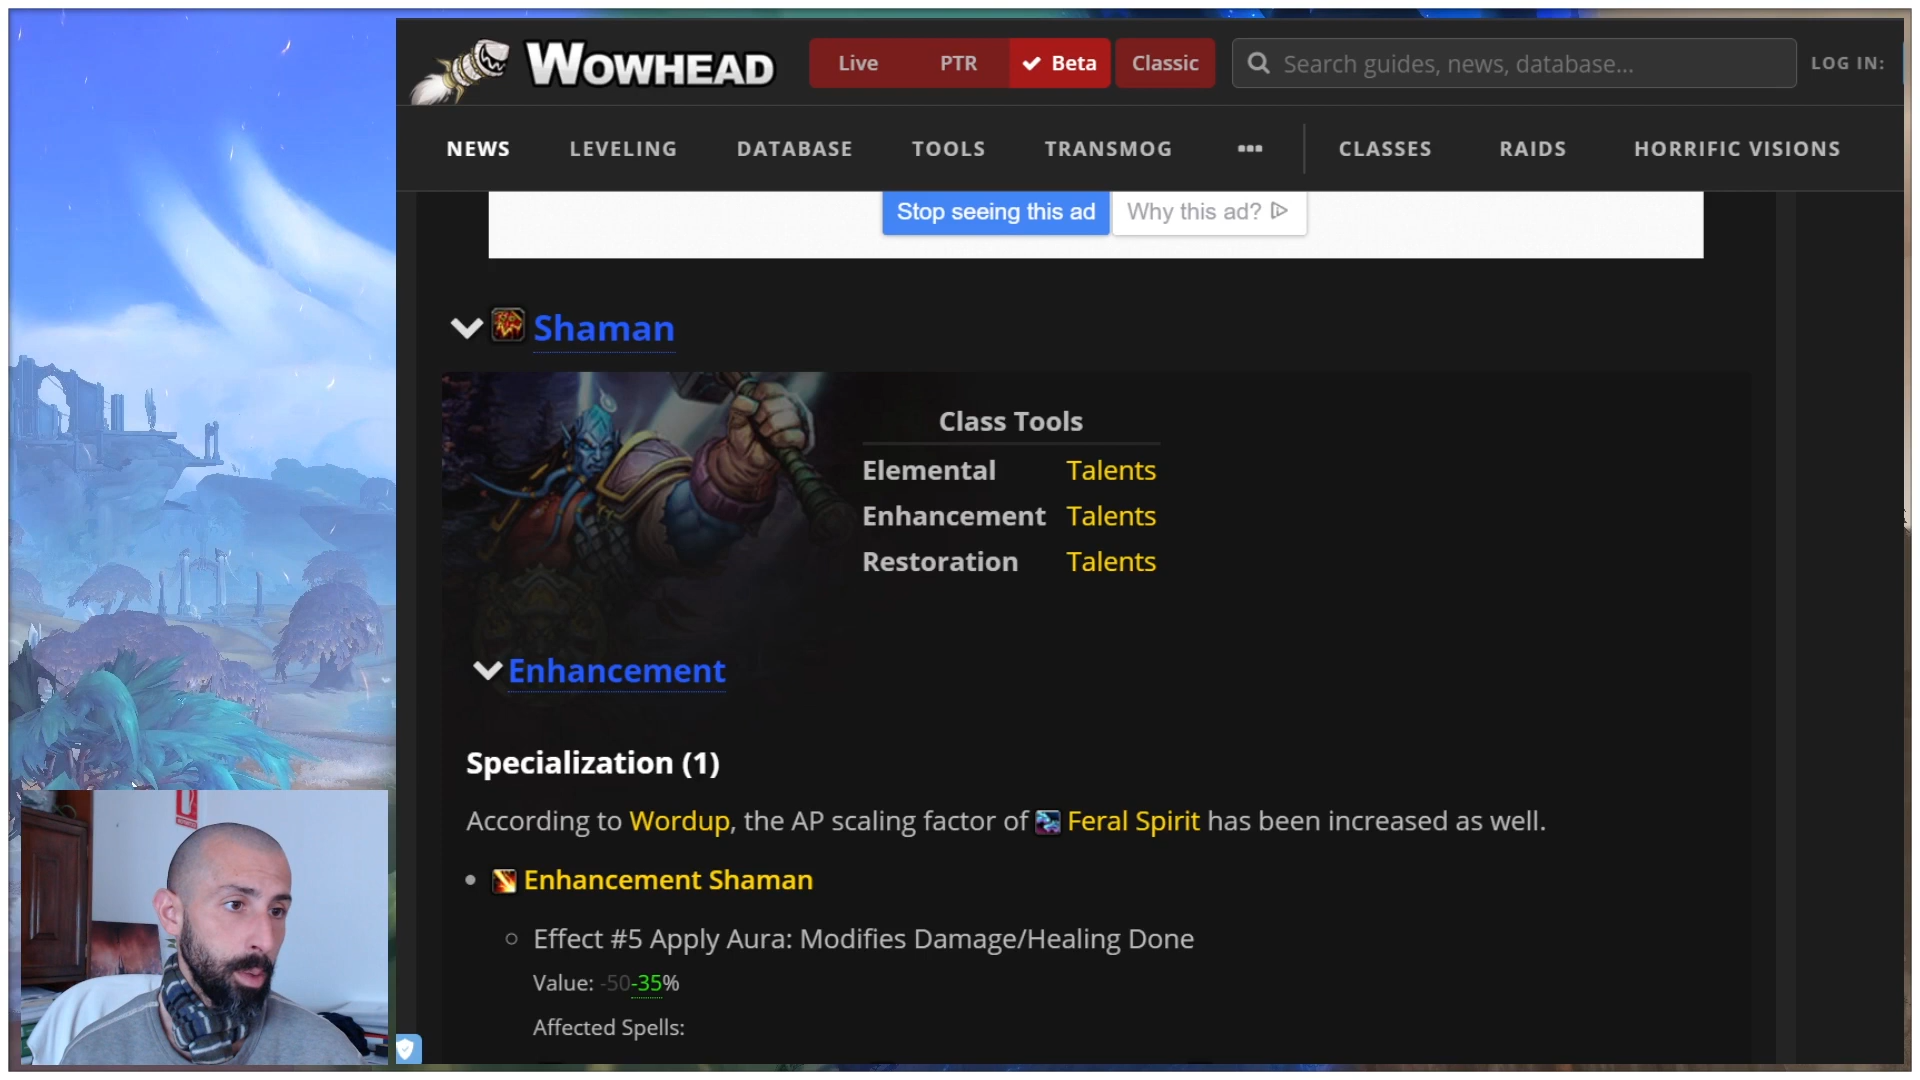 WOWHEAD
Live PTR Beta Classic
Search guides, news, database...
LOG IN:
NEWS LEVELING DATABASE TOOLS TRANSMOG ••• CLASSES RAIDS HORRIFIC VISIONS
Stop seeing this ad Why this ad?
Shaman
Class Tools
Elemental Talents
Enhancement Talents
Restoration Talents
Enhancement
Specialization (1)
According to Wordup, the AP scaling factor of Feral Spirit has been increased as well.
• Enhancement Shaman
○ Effect #5 Apply Aura: Modifies Damage/Healing Done
Value: -50-35%
Affected Spells: